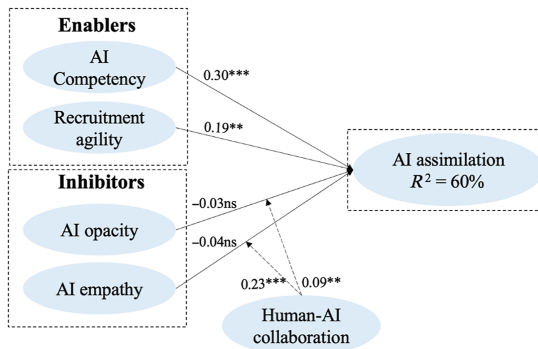 Enablers
AI
Competency
0.30***
Recruitment
agility
0.19**
AI assimilation
R² = 60%
Inhibitors
AI opacity
–0.03ns
–0.04ns
AI empathy
0.23***
0.09**
Human-AI
collaboration